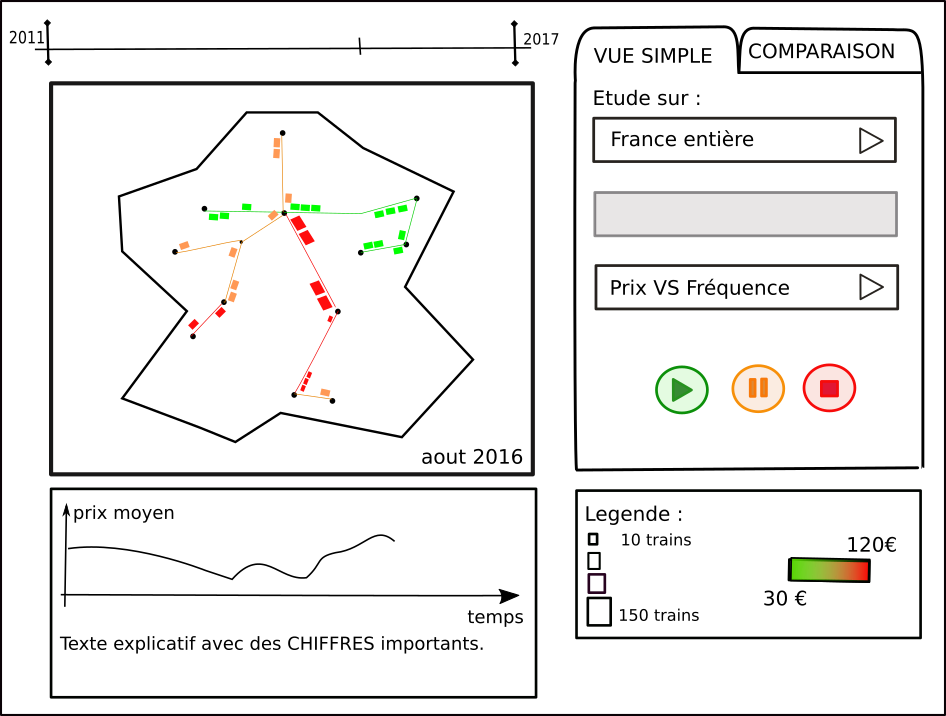 2011
2017
VUE SIMPLE
COMPARAISON
Etude sur :
France entière
Prix VS Fréquence
aout 2016
prix moyen
temps
Texte explicatif avec des CHIFFRES importants.
Legende :
10 trains
150 trains
120€
30 €